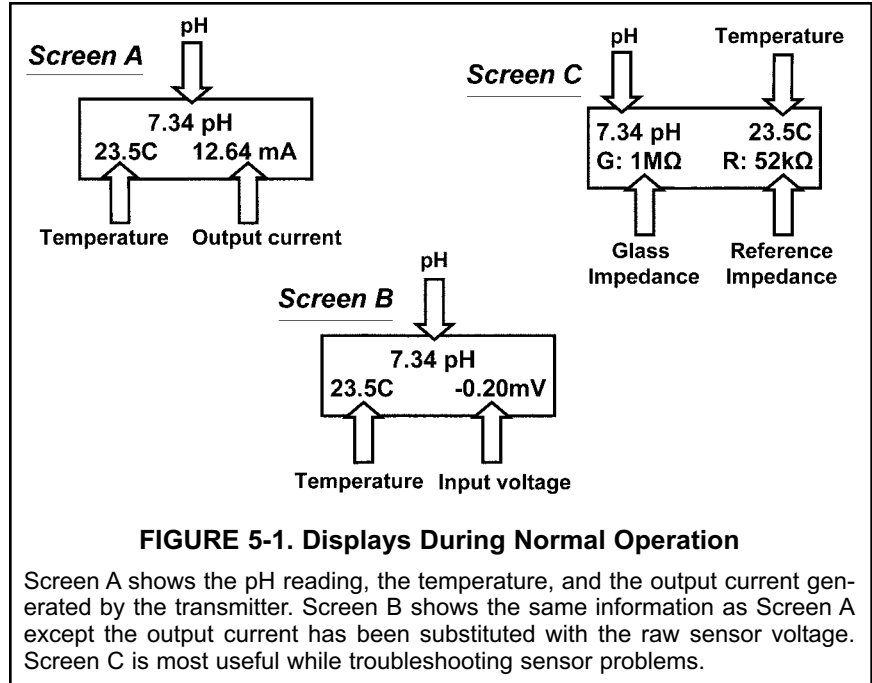 Screen A
pH
7.34 pH
23.5C 12.64 mA
Temperature Output current
Screen C
pH Temperature
7.34 pH 23.5C
G: 1MΩ R: 52kΩ
Glass Impedance
Reference Impedance
Screen B
pH
7.34 pH
23.5C -0.20mV
Temperature Input voltage
FIGURE 5-1. Displays During Normal Operation
Screen A shows the pH reading, the temperature, and the output current gen-
erated by the transmitter. Screen B shows the same information as Screen A
except the output current has been substituted with the raw sensor voltage.
Screen C is most useful while troubleshooting sensor problems.